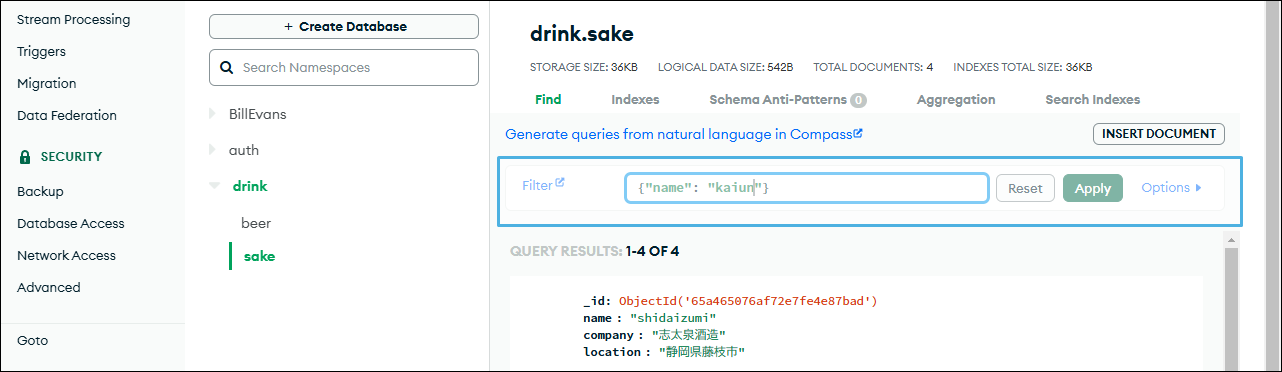 Stream Processing
Triggers
Migration
Data Federation
SECURITY
Backup
Database Access
Network Access
Advanced
Goto
+ Create Database
Search Namespaces
BillEvans
auth
drink
beer
sake
drink.sake
STORAGE SIZE: 36KB LOGICAL DATA SIZE: 542B TOTAL DOCUMENTS: 4 INDEXES TOTAL SIZE: 36KB
Find Indexes Schema Anti-Patterns 0 Aggregation Search Indexes
Generate queries from natural language in Compass
INSERT DOCUMENT
Filter {"name": "kaiun"} Reset Apply Options
QUERY RESULTS: 1-4 OF 4
_id: ObjectId('65a465076af72e7fe4e87bad')
name : "shidaizumi"
company : "志太泉酒造"
location : "静岡県藤枝市"